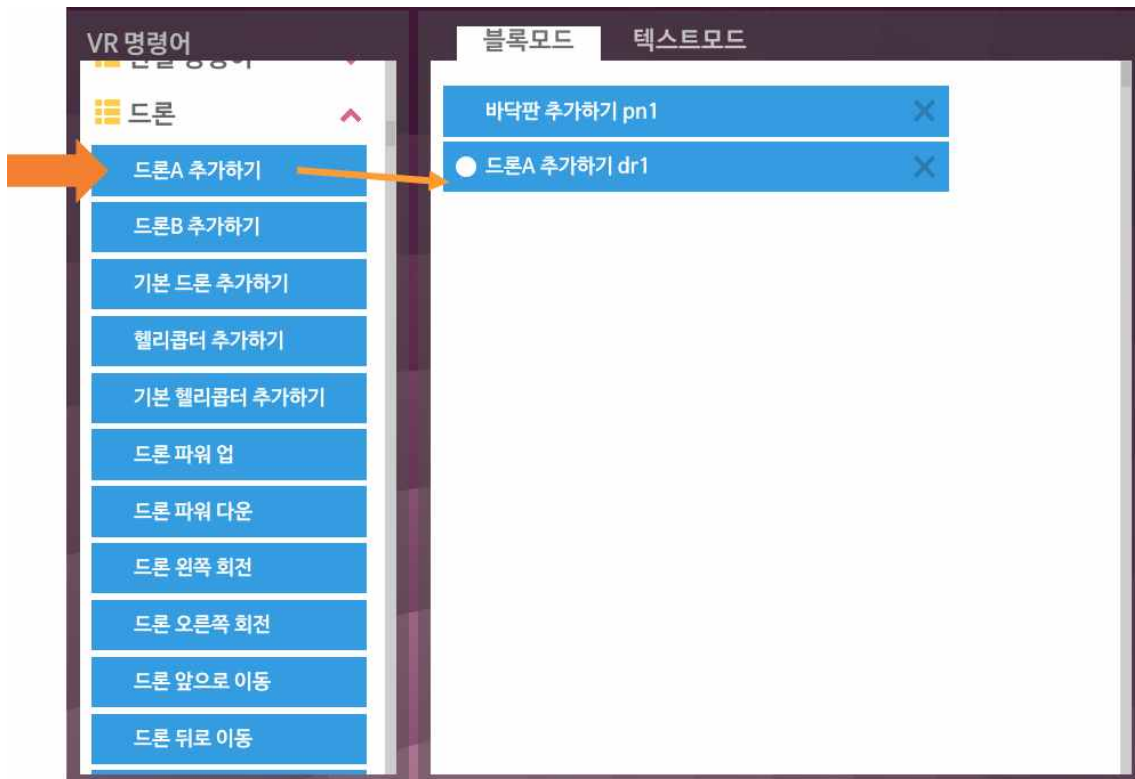 VR 명령어
드론
드론A 추가하기
드론B 추가하기
기본 드론 추가하기
헬리콥터 추가하기
기본 헬리콥터 추가하기
드론 파워 업
드론 파워 다운
드론 왼쪽 회전
드론 오른쪽 회전
드론 앞으로 이동
드론 뒤로 이동
블록모드 텍스트모드
바닥판 추가하기 pn1
드론A 추가하기 dr1